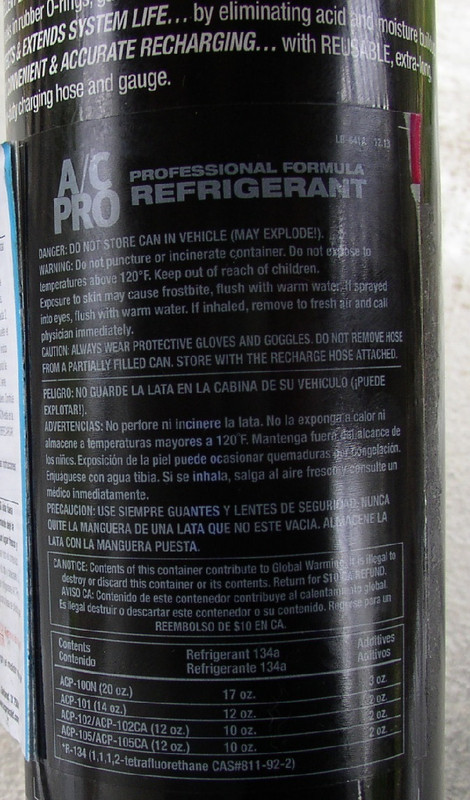 in rubber O-rings,
& EXTENDS SYSTEM LIFE... by eliminating acid and moisture
& ACCURATE RECHARGING... with REUSABLE, extra-long
charging hose and gauge.
A/C PRO
PROFESSIONAL FORMULA
REFRIGERANT
DANGER: DO NOT STORE CAN IN VEHICLE (MAY EXPLODE!).
WARNING: Do not puncture or incinerate container. Do not expose to
temperatures above 120°F. Keep out of reach of children.
Exposure to skin may cause frostbite, flush with warm water. If sprayed
into eyes, flush with warm water. If inhaled, remove to fresh air and call
physician immediately.
CAUTION: ALWAYS WEAR PROTECTIVE GLOVES AND GOGGLES. DO NOT REMOVE HOSE
FROM A PARTIALLY FILLED CAN. STORE WITH THE RECHARGE HOSE ATTACHED.
PELIGRO: NO GUARDE LA LATA EN LA CABINA DE SU VEHICULO (¡PUEDE
EXPLOTAR!).
ADVERTENCIAS: No perfore ni incinere la lata. No la exponga a calor ni
almacene a temperaturas mayores a 120°F. Mantenga fuera del alcance de
los niños. Exposición de la piel puede ocasionar quemaduras por congelación.
Enjuaguese con agua tibia. Si se inhala, salga al aire fresco y consulte un
médico inmediatamente.
PRECAUCION: USE SIEMPRE GUANTES Y LENTES DE SEGURIDAD. NUNCA
QUITE LA MANGUERA DE UNA LATA QUE NO ESTE VACIA. ALMACENE LA
LATA CON LA MANGUERA PUESTA.
CA NOTICE: Contents of this container contribute to Global Warming. It is illegal to
destroy or discard this container or its contents. Return for $10 CA. REFUND.
AVISO CA: Contenido de este contenedor contribuye al calentamiento global.
Es ilegal destruir o descartar este contenedor o su contenido. Regrese para un
REEMBOLSO DE $10 EN CA.
Contents Refrigerant 134a Additives
Contenido Refrigerante 134a Aditivos
ACP-100N (20 oz.) 17 oz. 3 oz.
ACP-101 (14 oz.) 12 oz. 2 oz.
ACP-102/ACP-102CA (12 oz.) 10 oz. 2 oz.
ACP-105/ACP-105CA (12 oz.) 10 oz. 2 oz.
*R-134 (1,1,1,2-tetrafluorethane CAS#811-92-2)